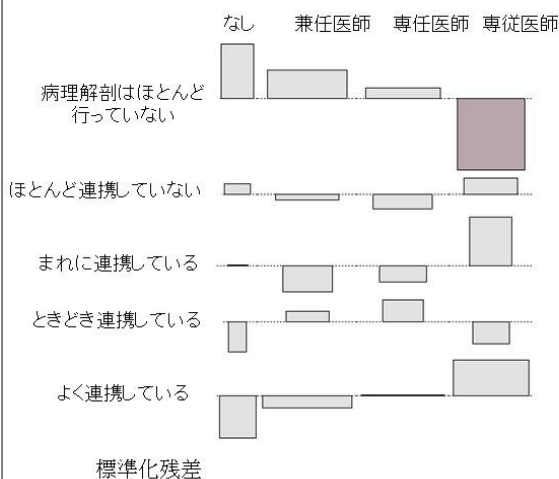 なし 兼任医師 専任医師 専従医師
病理解剖はほとんど
行っていない
ほとんど連携していない
まれに連携している
ときどき連携している
よく連携している
標準化残差